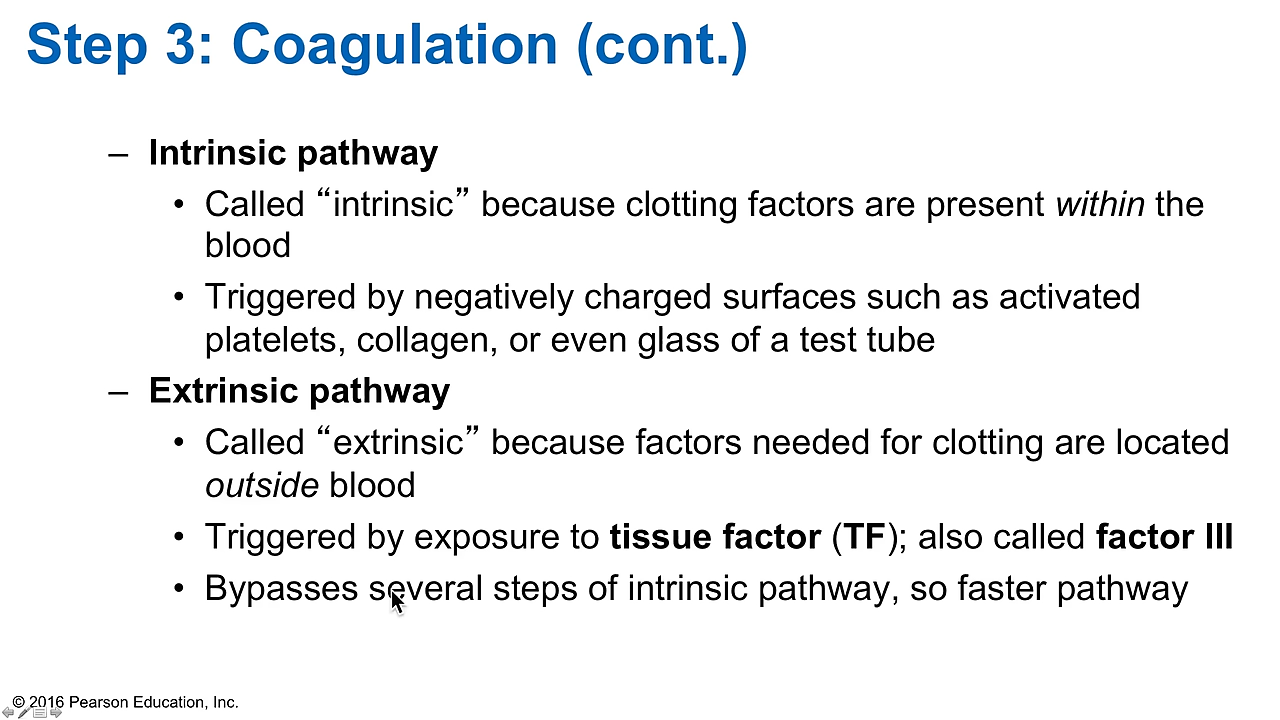 Step 3: Coagulation (cont.)
– Intrinsic pathway
• Called “intrinsic” because clotting factors are present within the
blood
• Triggered by negatively charged surfaces such as activated
platelets, collagen, or even glass of a test tube
– Extrinsic pathway
• Called “extrinsic” because factors needed for clotting are located
outside blood
• Triggered by exposure to tissue factor (TF); also called factor III
• Bypasses several steps of intrinsic pathway, so faster pathway
© 2016 Pearson Education, Inc.